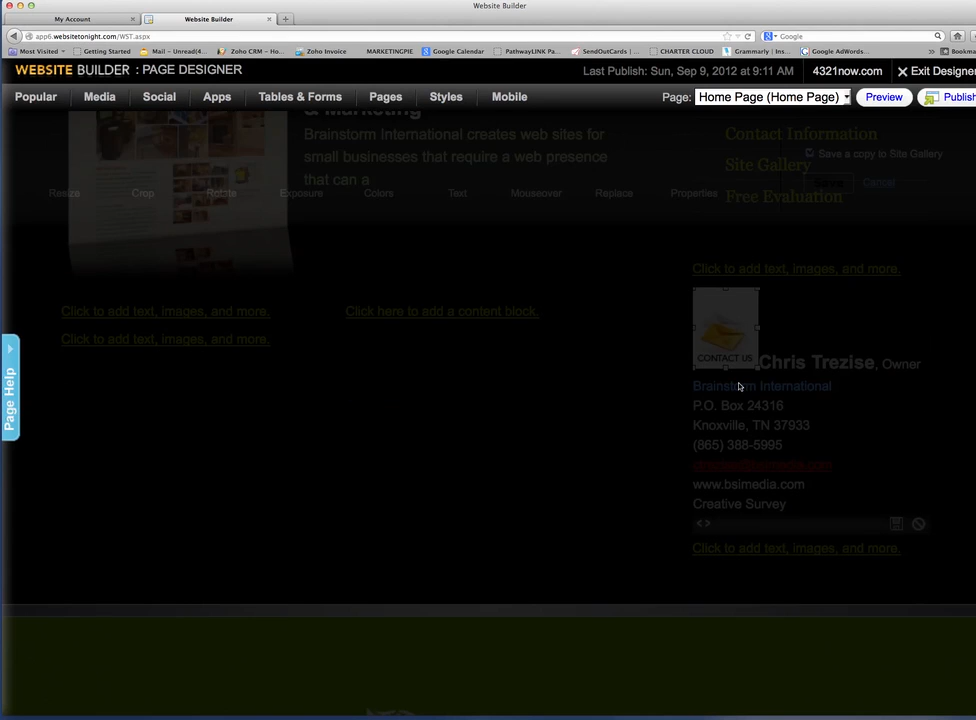 Website Builder
My Account
Website Builder
app6.websitetonight.com/WST.aspx
Google
Most Visited
Getting Started
Mail – Unread(4...
Zoho CRM – Ho...
Zoho Invoice
MARKETINGPIE
Google Calendar
PathwayLINK Pa...
SendOutCards | ...
CHARTER CLOUD
Grammarly | Ins...
Google AdWords...
»
Bookma
WEBSITE BUILDER : PAGE DESIGNER
Last Publish: Sun, Sep 9, 2012 at 9:11 AM
4321now.com
Exit Designe
Popular
Media
Social
Apps
Tables & Forms
Pages
Styles
Mobile
Page: Home Page (Home Page)
Preview
Publish
& Marketing
Brainstorm International creates web sites for
small businesses that require a web presence
that can a
Contact Information
Save a copy to Site Gallery
Site Gallery
Cancel
Free Evaluation
Resize
Crop
Rotate
Exposure
Colors
Text
Mouseover
Replace
Properties
Click to add text, images, and more.
Click to add text, images, and more.
Click here to add a content block.
Click to add text, images, and more.
CONTACT US
Chris Trezise, Owner
Brainstorm International
P.O. Box 24316
Knoxville, TN 37933
(865) 388-5995
www.bsimedia.com
Creative Survey
<>
Click to add text, images, and more.
Page Help